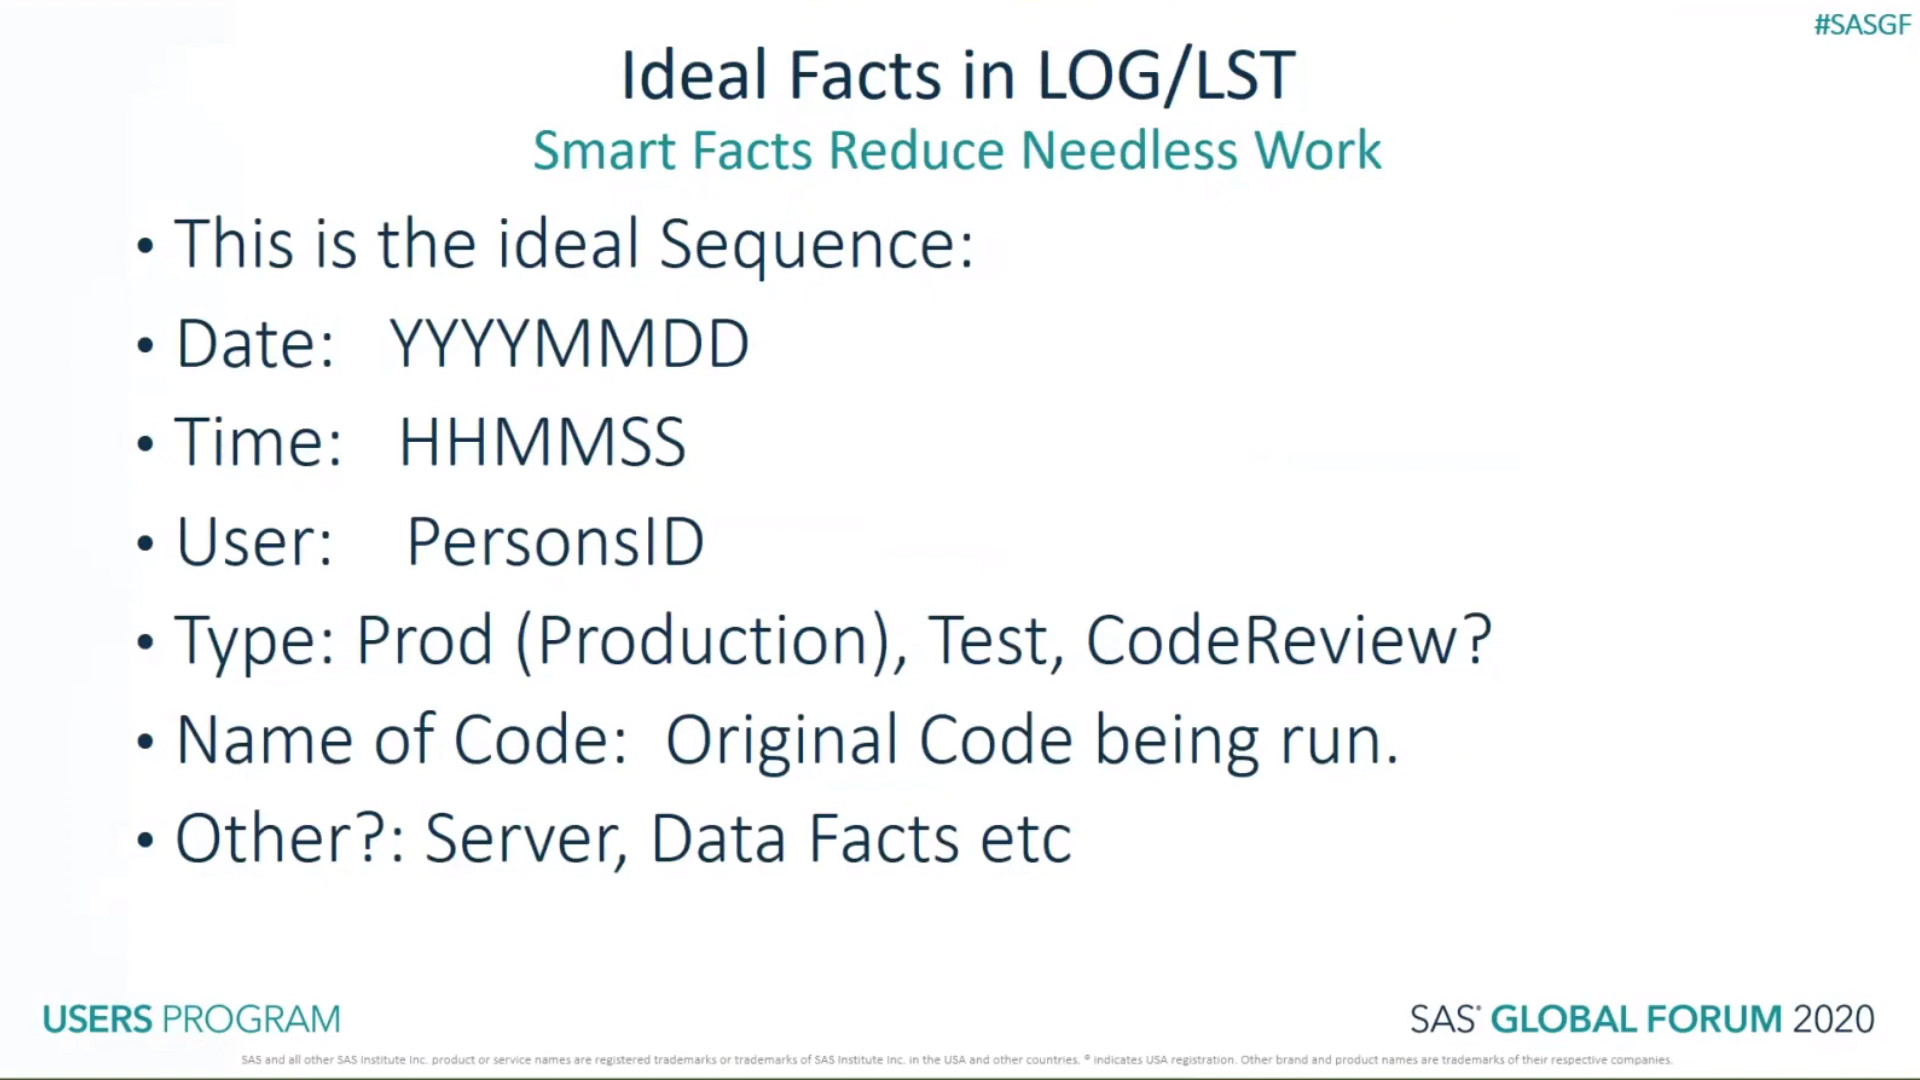 #SASGF
Ideal Facts in LOG/LST
Smart Facts Reduce Needless Work
• This is the ideal Sequence:
• Date: YYYYMMDD
• Time: HHMMSS
• User: PersonsID
• Type: Prod (Production), Test, CodeReview?
• Name of Code: Original Code being run.
• Other?: Server, Data Facts etc
USERS PROGRAM
SAS® GLOBAL FORUM 2020
SAS and all other SAS Institute Inc. product or service names are registered trademarks or trademarks of SAS Institute Inc. in the USA and other countries. ® indicates USA registration. Other brand and product names are trademarks of their respective companies.